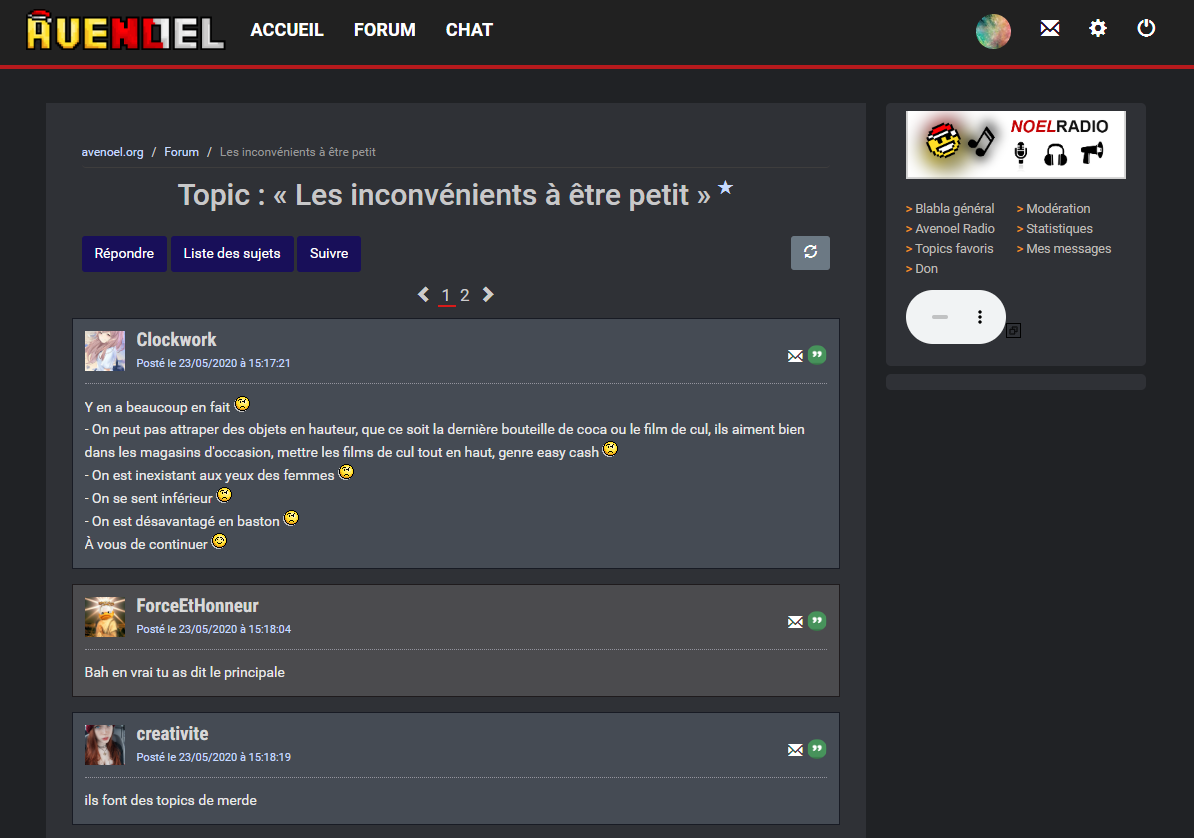 AVENOEL ACCUEIL FORUM CHAT
NOELRADIO
avenoel.org / Forum / Les inconvénients à être petit
Topic : « Les inconvénients à être petit »
Répondre Liste des sujets Suivre
1 2
Clockwork
Posté le 23/05/2020 à 15:17:21
Y en a beaucoup en fait
- On peut pas attraper des objets en hauteur, que ce soit la dernière bouteille de coca ou le film de cul, ils aiment bien
dans les magasins d'occasion, mettre les films de cul tout en haut, genre easy cash
- On est inexistant aux yeux des femmes
- On se sent inférieur
- On est désavantagé en baston
À vous de continuer
ForceEtHonneur
Posté le 23/05/2020 à 15:18:04
Bah en vrai tu as dit le principale
creativite
Posté le 23/05/2020 à 15:18:19
ils font des topics de merde
> Blabla général > Modération
> Avenoel Radio > Statistiques
> Topics favoris > Mes messages
> Don